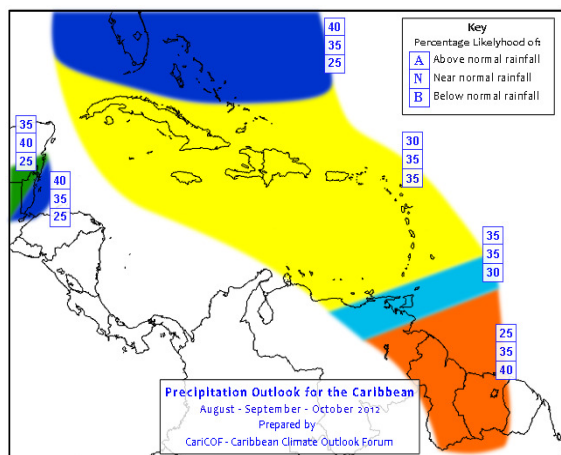 Key
Percentage Likelyhood of:
A Above normal rainfall
N Near normal rainfall
B Below normal rainfall
40
35
25
35
40
25
40
35
25
30
35
35
35
35
30
25
35
40
Precipitation Outlook for the Caribbean
August - September - October 2012
Prepared by
CariCOF - Caribbean Climate Outlook Forum